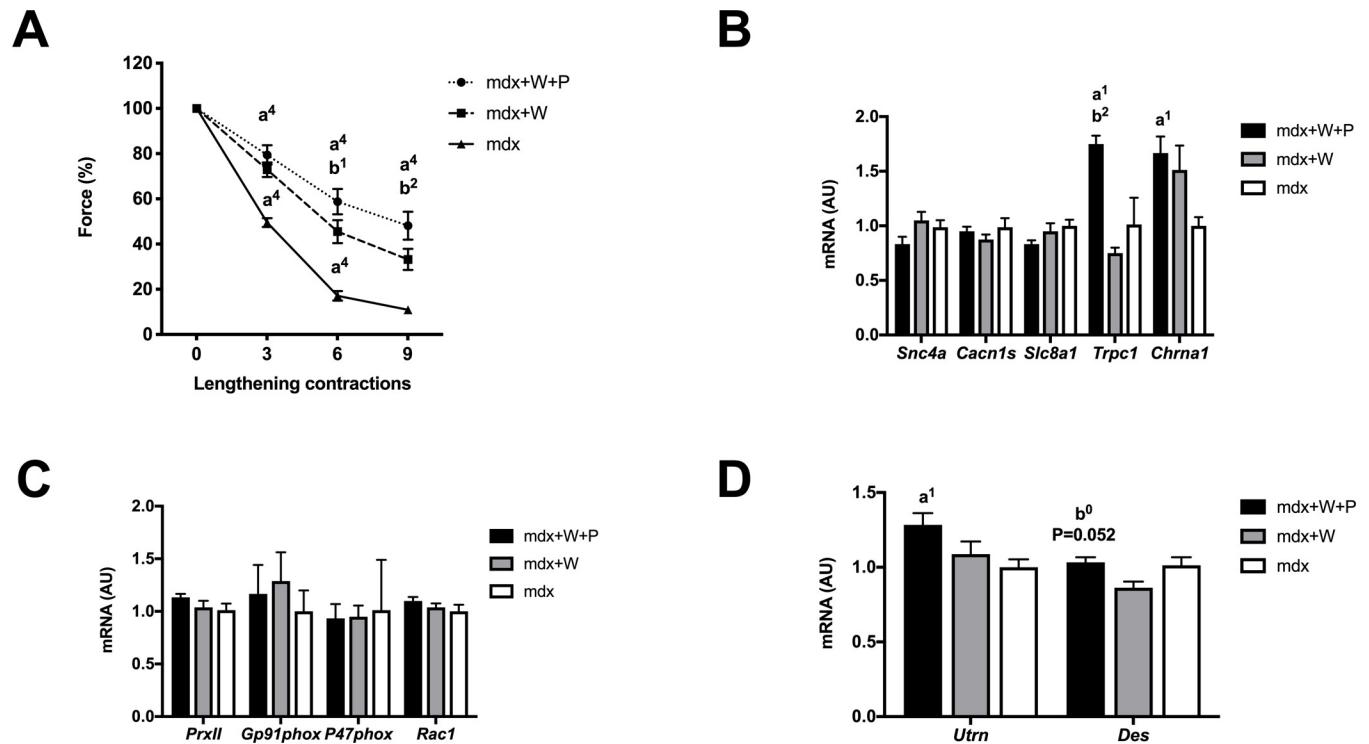 A
120
100
80
60
40
20
0
Force (%)
a4
a4
b1
a4
b2
a4
a4
0 3 6 9
Lengthening contractions
mdx+W+P
mdx+W
mdx
B
2.0
1.5
1.0
0.5
0.0
mRNA (AU)
a1
b2
a1
Snc4a Cacn1s Slc8a1 Trpc1 Chrna1
mdx+W+P
mdx+W
mdx
C
2.0
1.5
1.0
0.5
0.0
mRNA (AU)
PrxII Gp91phox P47phox Rac1
mdx+W+P
mdx+W
mdx
D
1.5
1.0
0.5
0.0
mRNA (AU)
a1
b0
P=0.052
Utrn Des
mdx+W+P
mdx+W
mdx